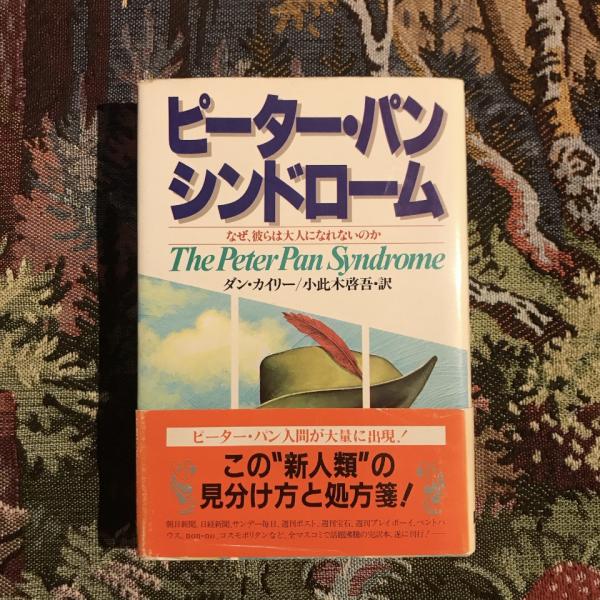 ピーター・パン
シンドローム
なぜ、彼らは大人になれないのか
The Peter Pan Syndrome
ダン・カイリー/小此木啓吾・訳
ピーター・パン人間が大量に出現!
この“新人類”の
見分け方と処方箋!
朝日新聞、日経新聞、サンデー毎日、週刊ポスト、週刊宝石、週刊プレイボーイ、ペントハ
ウス、non-no、コスモポリタンなど、全マスコミで話題沸騰の完訳本、遂に刊行!